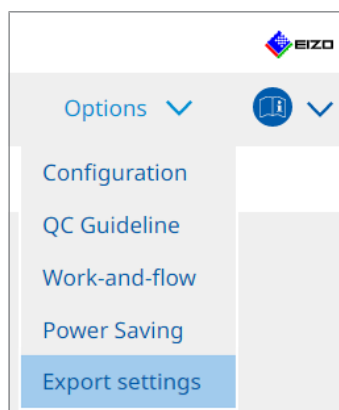 EIZO
Options
Configuration
QC Guideline
Work-and-flow
Power Saving
Export settings